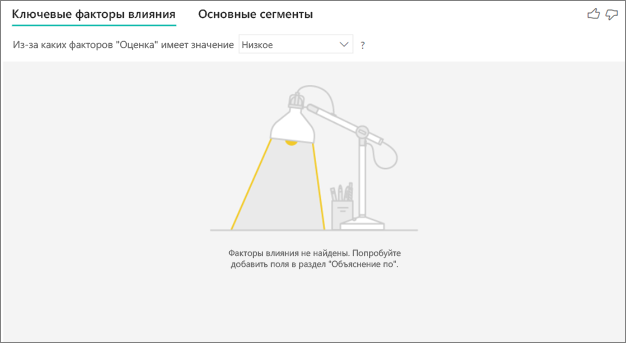 Ключевые факторы влияния Основные сегменты
Из-за каких факторов "Оценка" имеет значение Низкое ?
Факторы влияния не найдены. Попробуйте
добавить поля в раздел "Объяснение по".